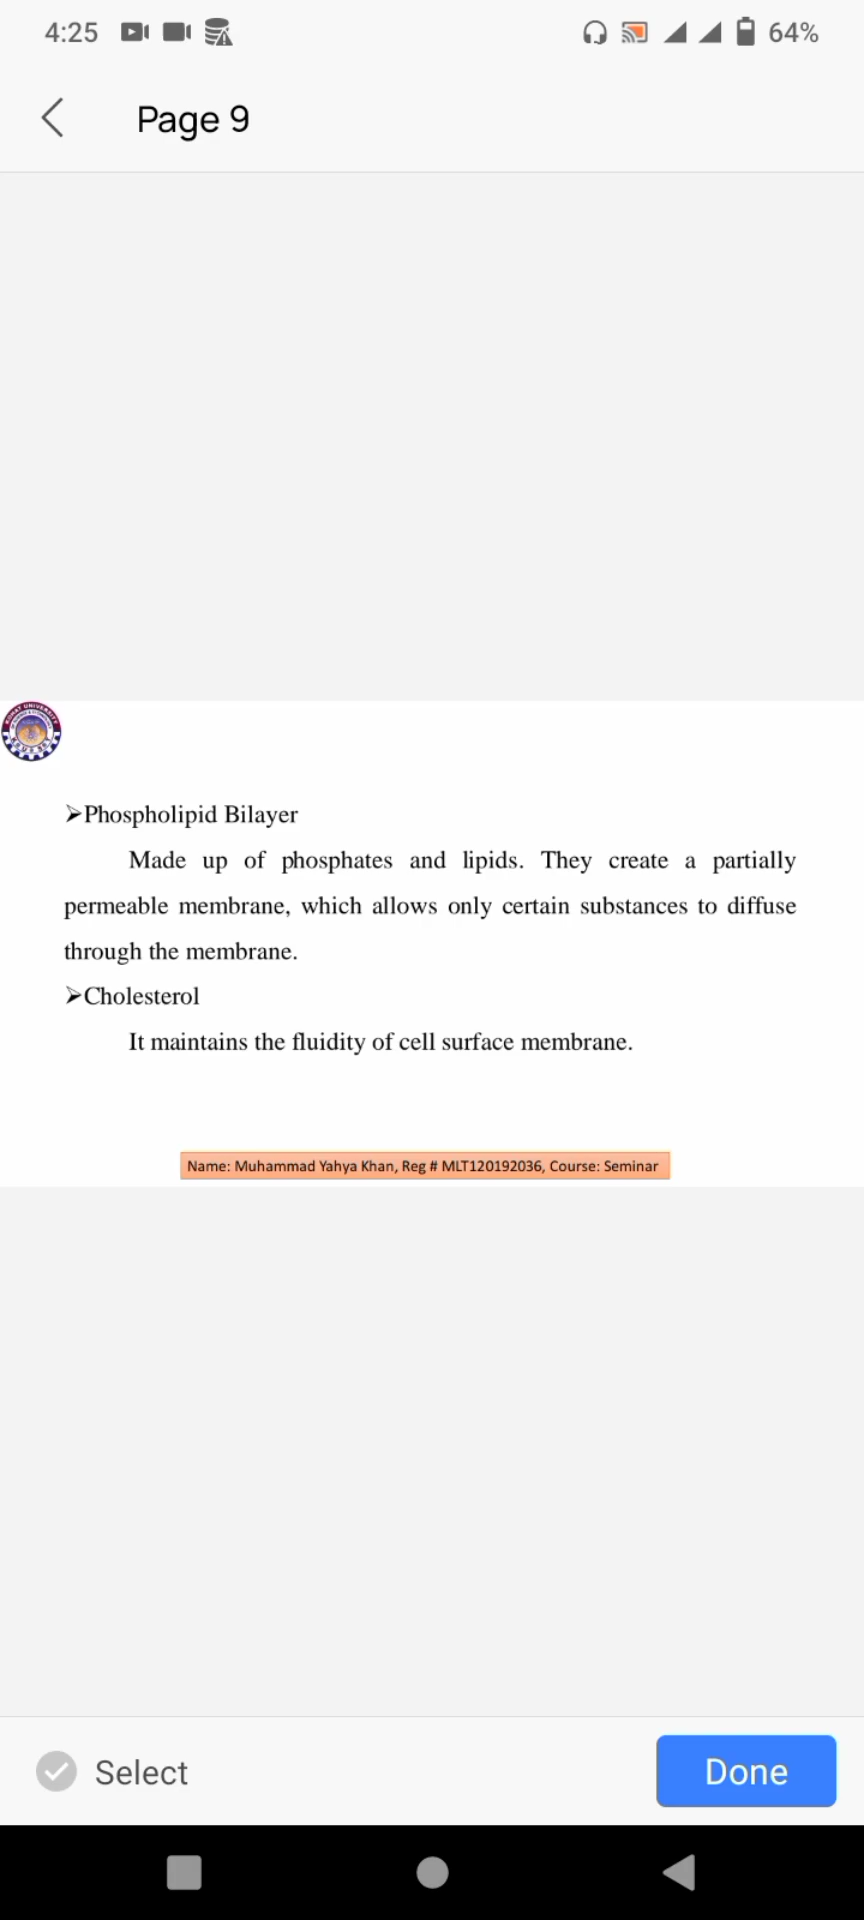 4:25 64%
Page 9
KOHAT UNIVERSITY
➢Phospholipid Bilayer
Made up of phosphates and lipids. They create a partially
permeable membrane, which allows only certain substances to diffuse
through the membrane.
➢Cholesterol
It maintains the fluidity of cell surface membrane.
Name: Muhammad Yahya Khan, Reg # MLT120192036, Course: Seminar
Select Done